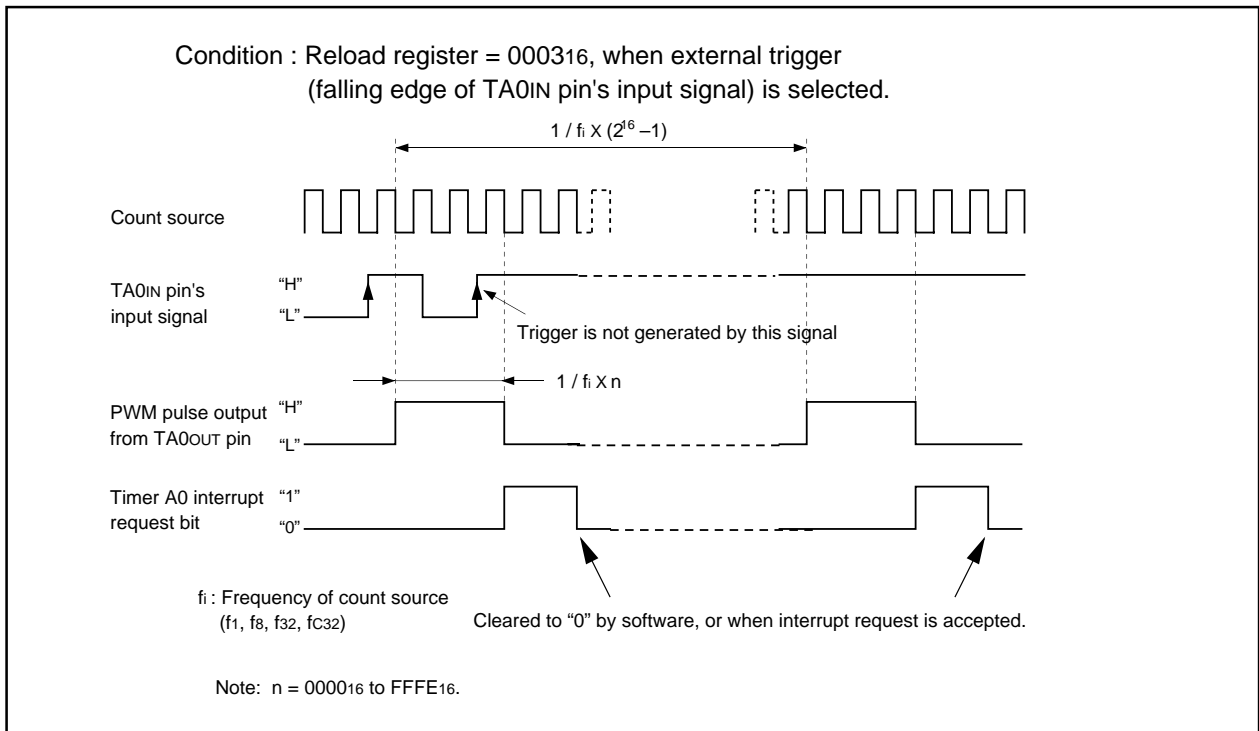 Condition : Reload register = 000316, when external trigger
(falling edge of TA0IN pin's input signal) is selected.
1 / fi X (2^16 –1)
Count source
TA0IN pin's
input signal
“H”
“L”
Trigger is not generated by this signal
1 / fi X n
PWM pulse output
from TA0OUT pin
“H”
“L”
Timer A0 interrupt
request bit
“1”
“0”
fi : Frequency of count source
(f1, f8, f32, fC32)
Cleared to “0” by software, or when interrupt request is accepted.
Note: n = 000016 to FFFE16.